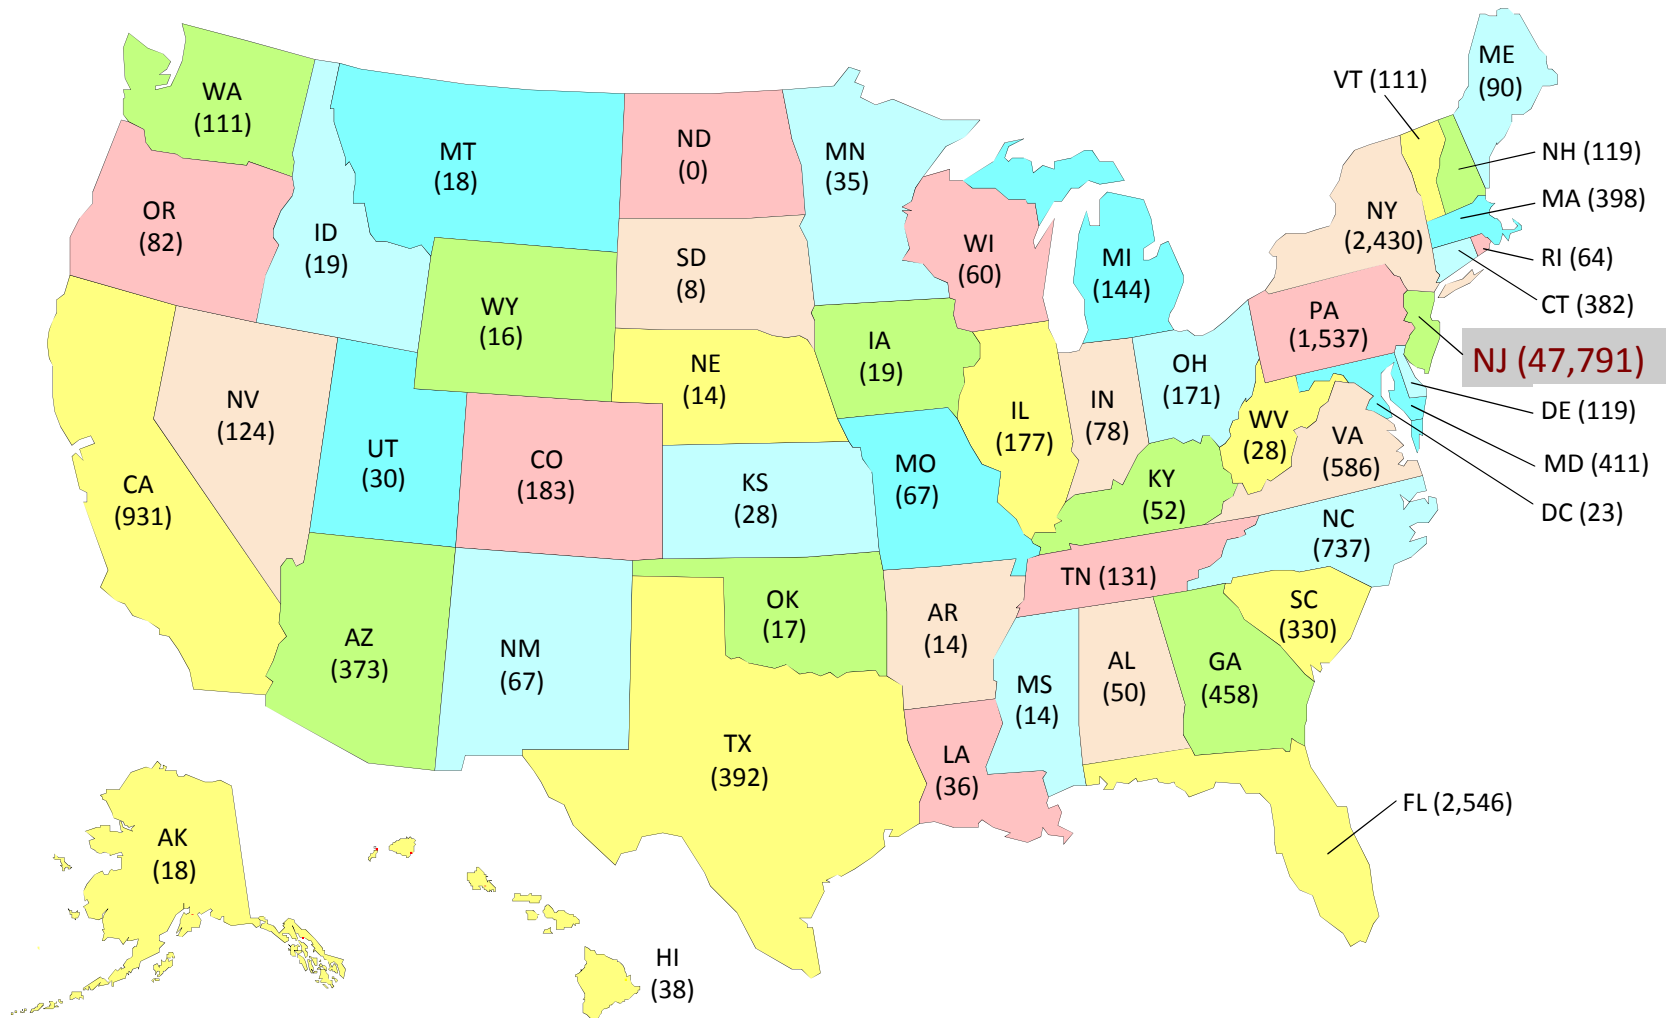 ME
(90)
VT (111)
WA
(111)
ND
(0)
MT
(18)
MN
(35)
NH (119)
MA (398)
OR
(82)
NY
(2,430)
ID
(19)
WI
(60)
RI (64)
SD
(8)
MI
(144)
CT (382)
WY
(16)
PA
(1,537)
IA
(19)
NJ (47,791)
NE
(14)
OH
(171)
NV
(124)
IN
(78)
IL
(177)
DE (119)
WV
(28)
VA
(586)
UT
(30)
CO
(183)
MO
(67)
MD (411)
CA
(931)
KS
(28)
KY
(52)
DC (23)
NC
(737)
TN (131)
OK
(17)
SC
(330)
AR
(14)
AZ
(373)
NM
(67)
AL
(50)
GA
(458)
MS
(14)
TX
(392)
LA
(36)
FL (2,546)
AK
(18)
HI
(38)